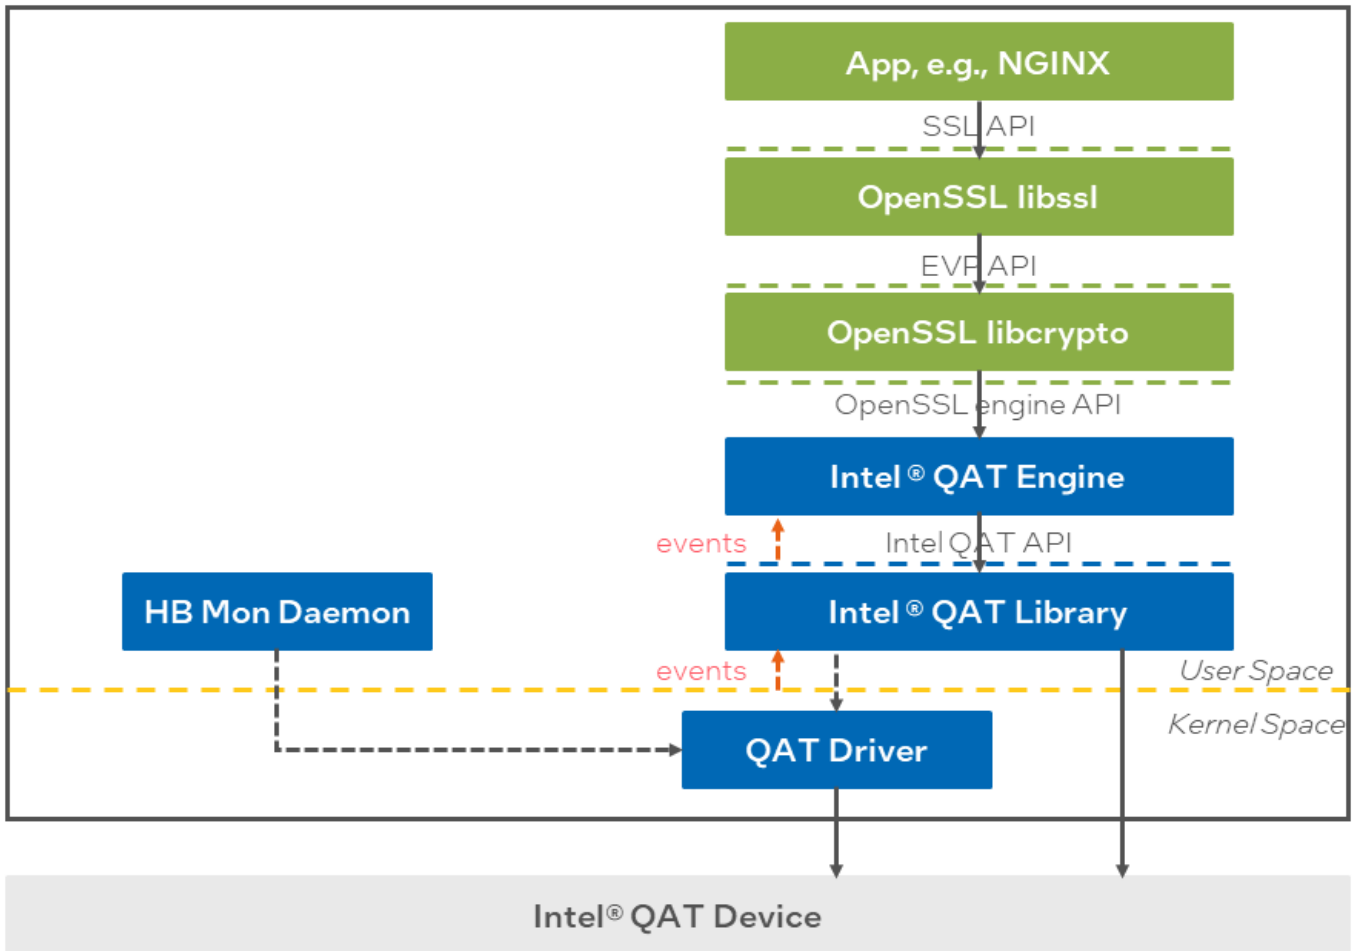 App, e.g., NGINX
SSL API
OpenSSL libssl
EVP API
OpenSSL libcrypto
OpenSSL engine API
Intel® QAT Engine
events
Intel QAT API
HB Mon Daemon
Intel® QAT Library
events
User Space
Kernel Space
QAT Driver
Intel® QAT Device